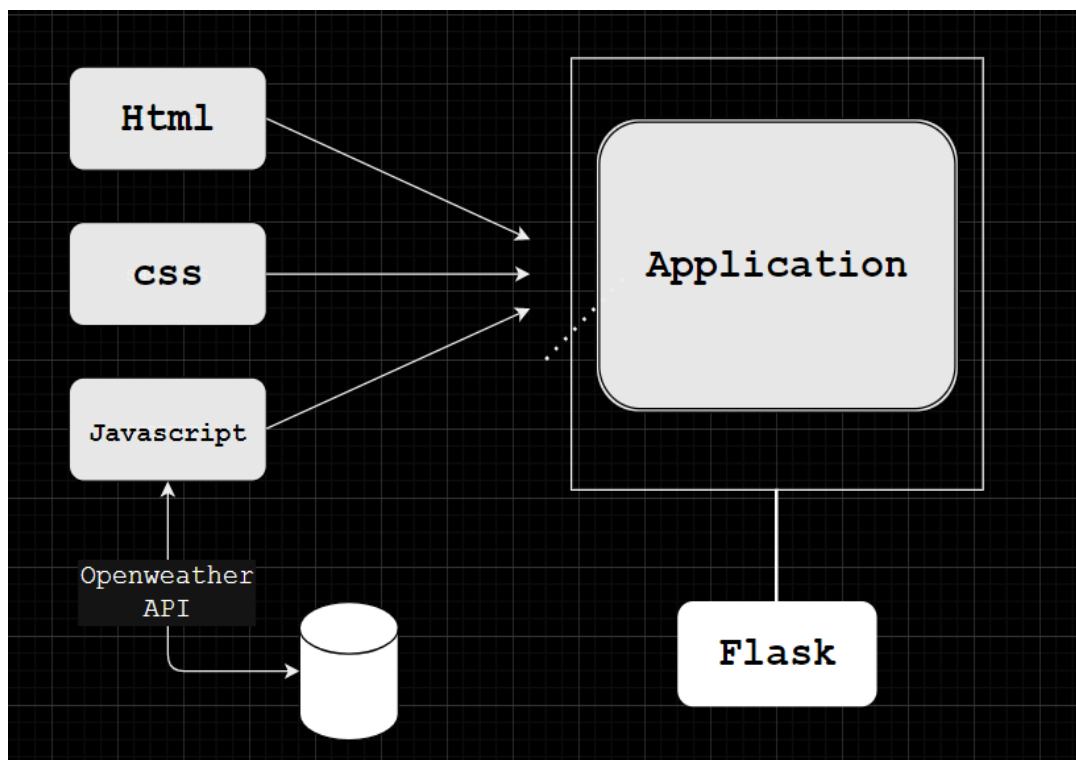 Html
css
Application
Javascript
Openweather
API
Flask